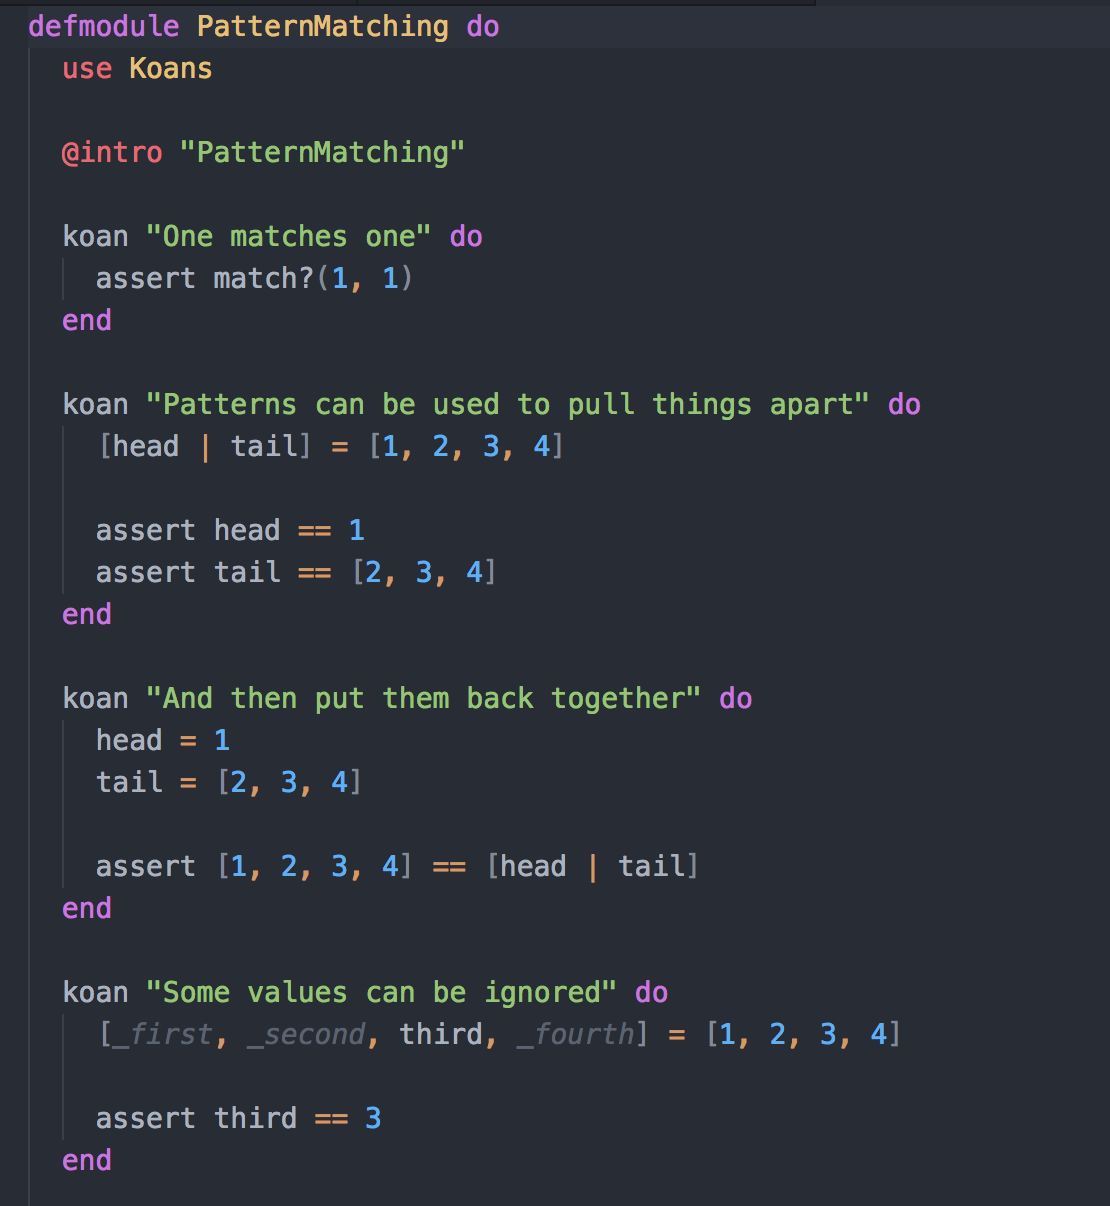 defmodule PatternMatching do
  use Koans

  @intro "PatternMatching"

  koan "One matches one" do
    assert match?(1, 1)
  end

  koan "Patterns can be used to pull things apart" do
    [head | tail] = [1, 2, 3, 4]

    assert head == 1
    assert tail == [2, 3, 4]
  end

  koan "And then put them back together" do
    head = 1
    tail = [2, 3, 4]

    assert [1, 2, 3, 4] == [head | tail]
  end

  koan "Some values can be ignored" do
    [_first, _second, third, _fourth] = [1, 2, 3, 4]

    assert third == 3
  end